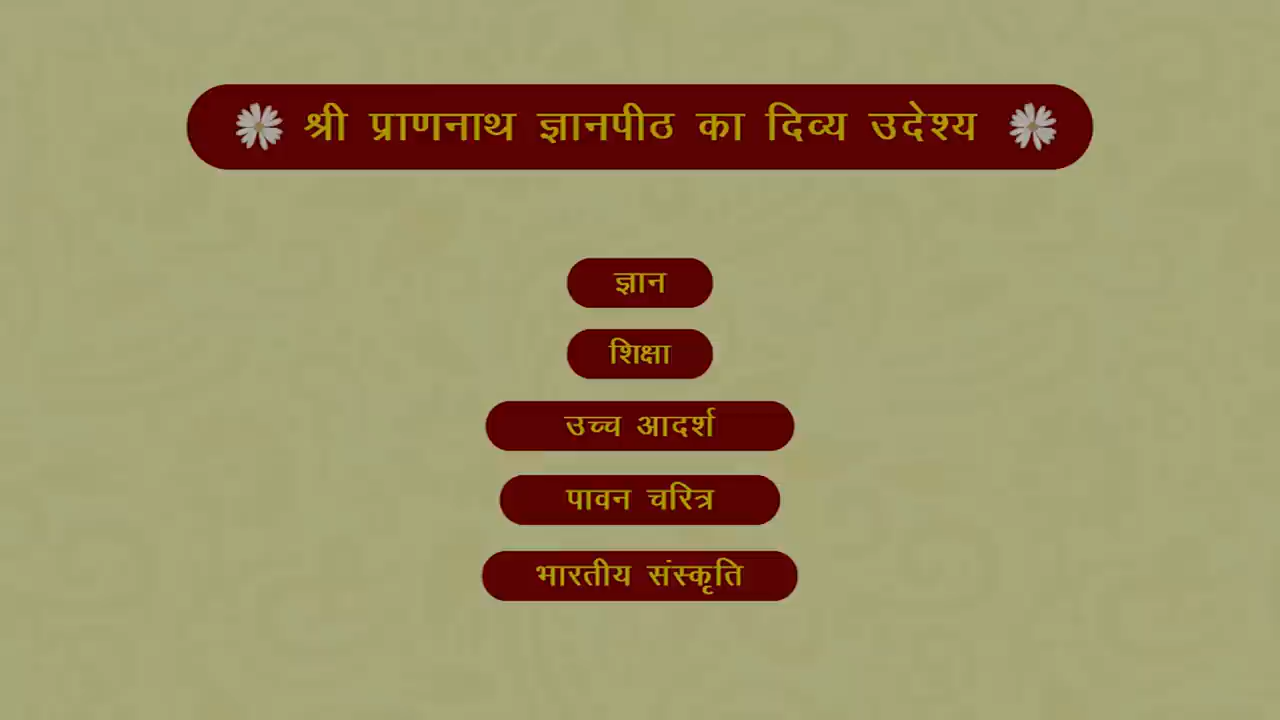 श्री प्राणनाथ ज्ञानपीठ का दिव्य उदेश्य
ज्ञान
शिक्षा
उच्च आदर्श
पावन चरित्र
भारतीय संस्कृति